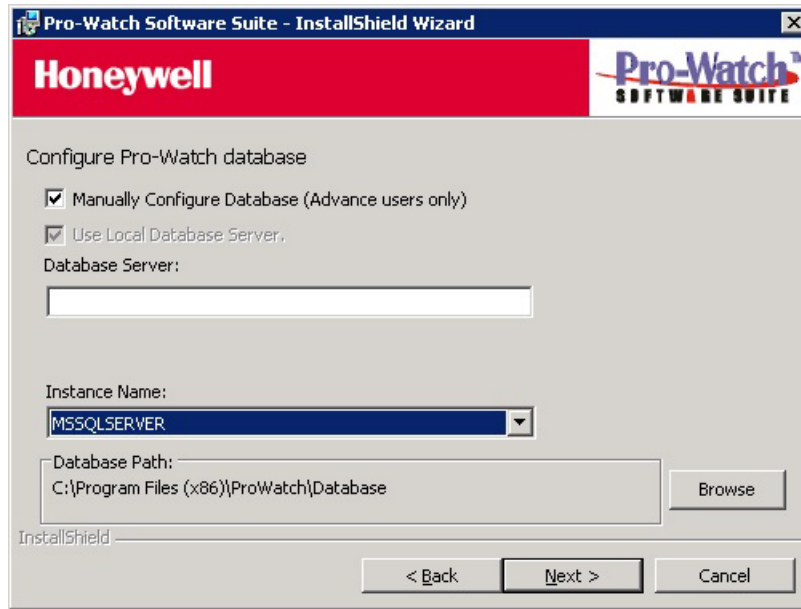 Pro-Watch Software Suite - InstallShield Wizard
Honeywell
Pro-Watch™
SOFTWARE SUITE
Configure Pro-Watch database
Manually Configure Database (Advance users only)
Use Local Database Server.
Database Server:
Instance Name:
MSSQLSERVER
Database Path:
C:\Program Files (x86)\ProWatch\Database
Browse
InstallShield
< Back
Next >
Cancel